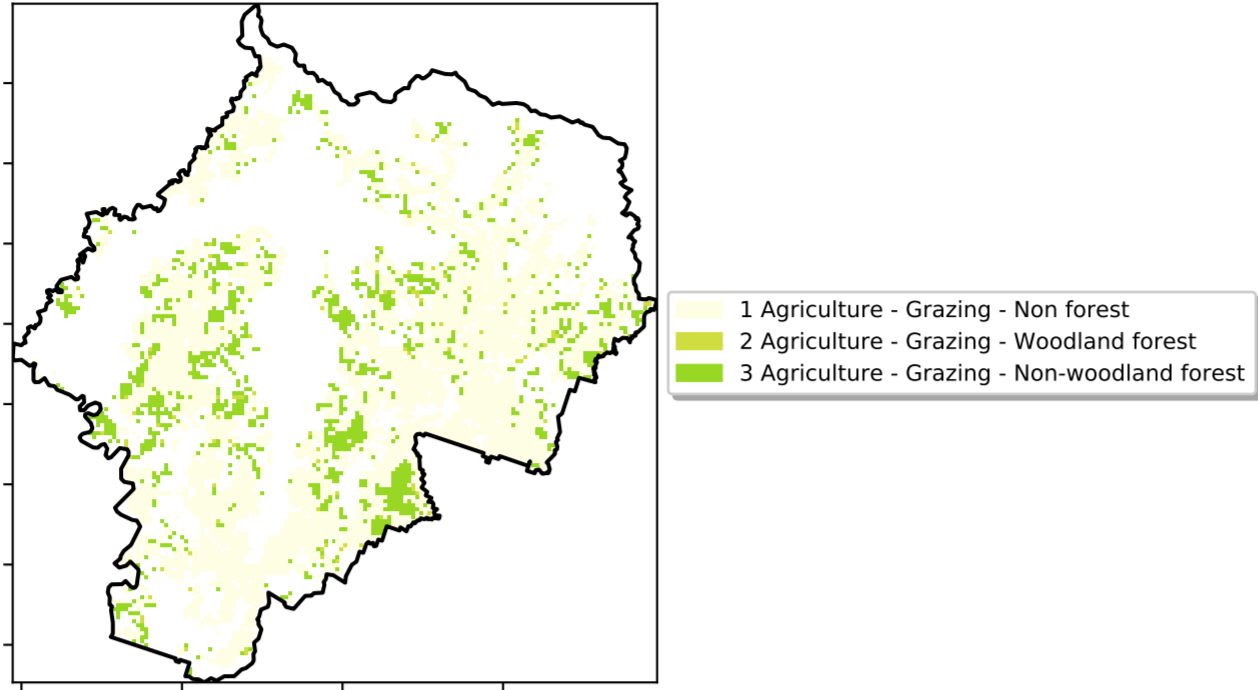 1 Agriculture - Grazing - Non forest
2 Agriculture - Grazing - Woodland forest
3 Agriculture - Grazing - Non-woodland forest